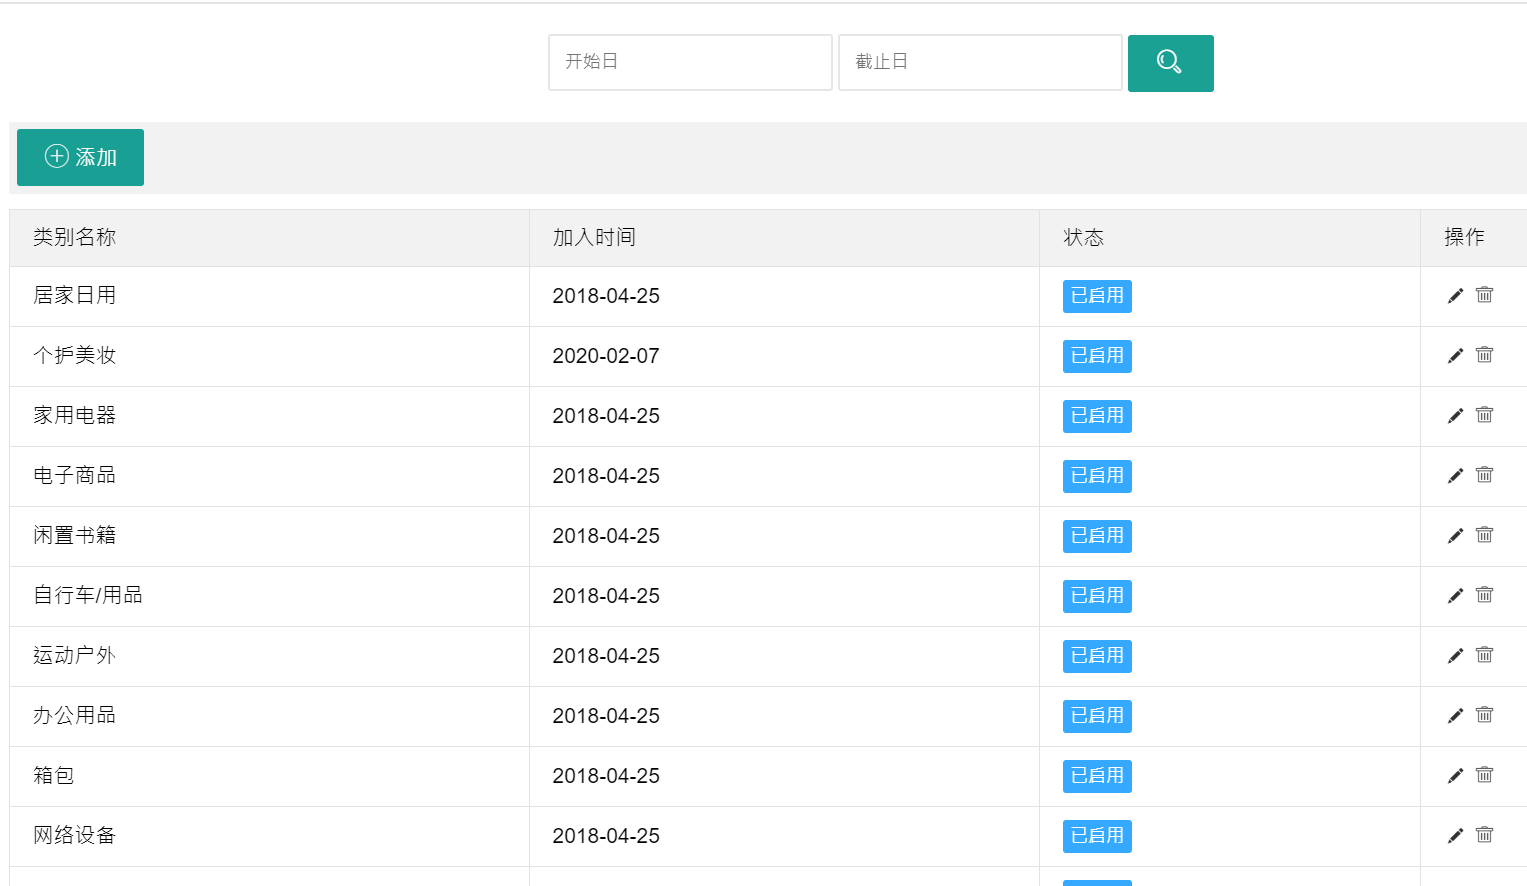 开始日 截止日
添加
类别名称 加入时间 状态 操作
居家日用 2018-04-25 已启用
个护美妆 2020-02-07 已启用
家用电器 2018-04-25 已启用
电子商品 2018-04-25 已启用
闲置书籍 2018-04-25 已启用
自行车/用品 2018-04-25 已启用
运动户外 2018-04-25 已启用
办公用品 2018-04-25 已启用
箱包 2018-04-25 已启用
网络设备 2018-04-25 已启用